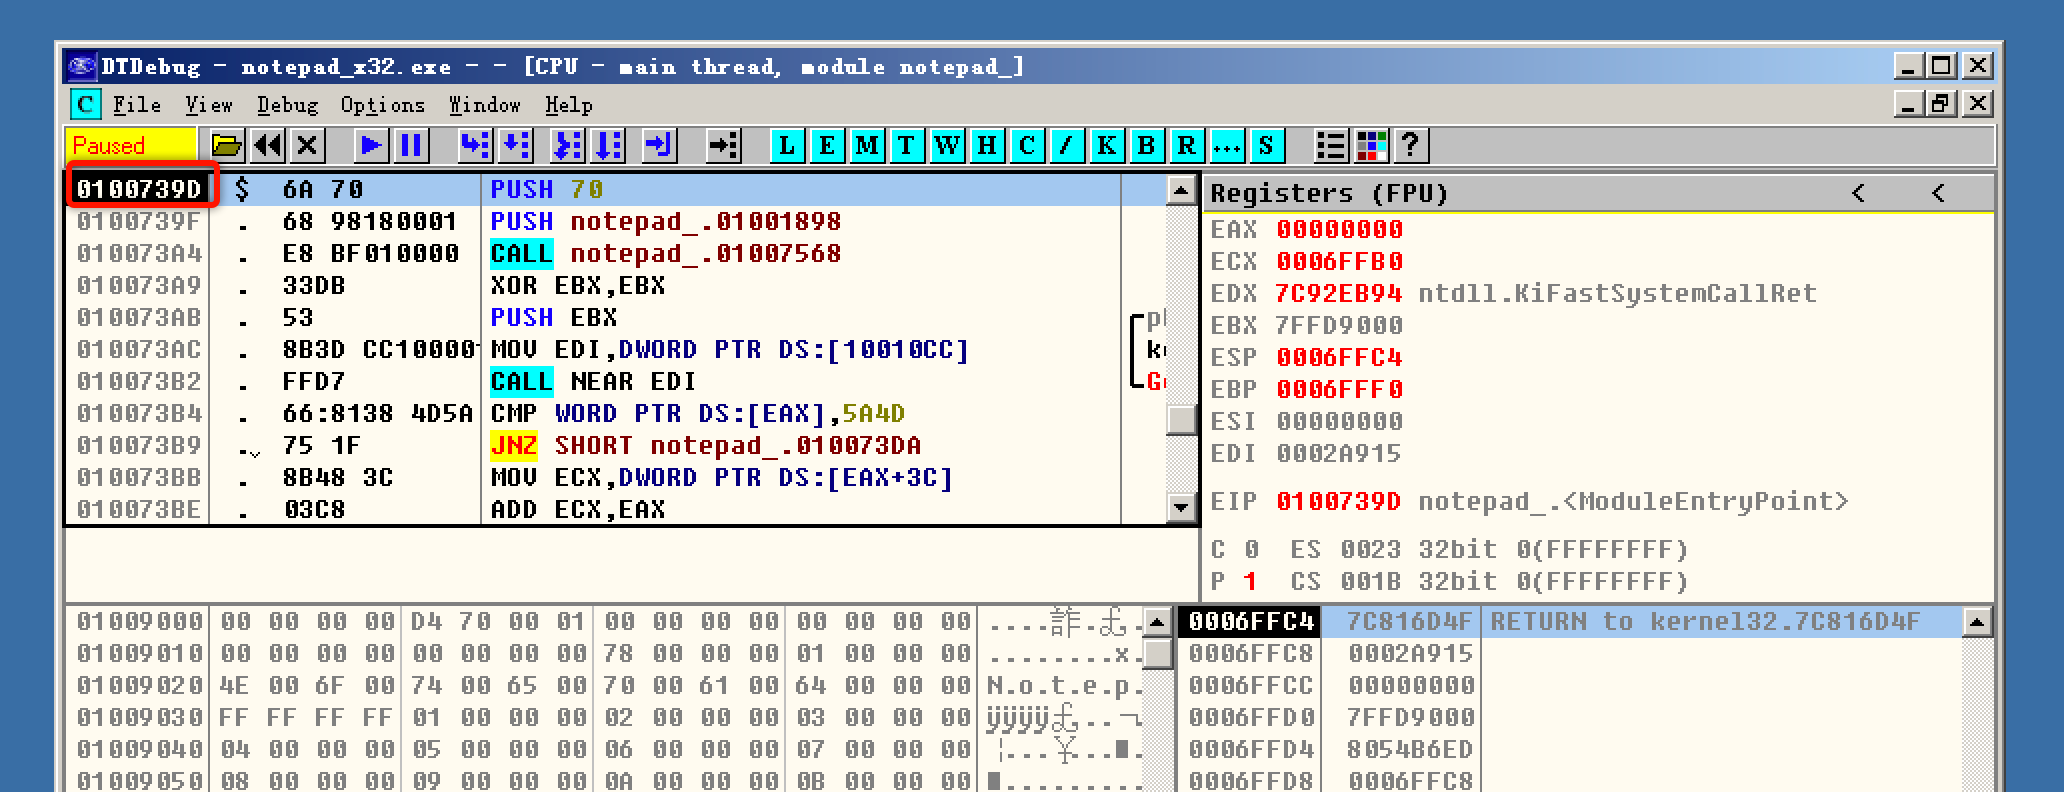 DTDebug - notepad_x32.exe - - [CPU - main thread, module notepad_]
C File View Debug Options Window Help
Paused L E M T W H C / K B R ... S ?
0100739D $ 6A 70 PUSH 70
0100739F . 68 98180001 PUSH notepad_.01001898
010073A4 . E8 BF010000 CALL notepad_.01007568
010073A9 . 33DB XOR EBX,EBX
010073AB . 53 PUSH EBX
010073AC . 8B3D CC10000 MOV EDI,DWORD PTR DS:[10010CC]
010073B2 . FFD7 CALL NEAR EDI
010073B4 . 66:8138 4D5A CMP WORD PTR DS:[EAX],5A4D
010073B9 . 75 1F JNZ SHORT notepad_.010073DA
010073BB . 8B48 3C MOV ECX,DWORD PTR DS:[EAX+3C]
010073BE . 03C8 ADD ECX,EAX
Registers (FPU) < <
EAX 00000000
ECX 0006FFB0
EDX 7C92EB94 ntdll.KiFastSystemCallRet
EBX 7FFD9000
ESP 0006FFC4
EBP 0006FFF0
ESI 00000000
EDI 0002A915
EIP 0100739D notepad_.<ModuleEntryPoint>
C 0 ES 0023 32bit 0(FFFFFFFF)
P 1 CS 001B 32bit 0(FFFFFFFF)
01009000 00 00 00 00 D4 70 00 01 00 00 00 00 00 00 00 00 ....詐.
01009010 00 00 00 00 00 00 00 00 78 00 00 00 01 00 00 00 ........x.
01009020 4E 00 6F 00 74 00 65 00 70 00 61 00 64 00 00 00 N.o.t.e.p.
01009030 FF FF FF FF 01 00 00 00 02 00 00 00 03 00 00 00 ÿÿÿÿ
01009040 04 00 00 00 05 00 00 00 06 00 00 00 07 00 00 00
01009050 08 00 00 00 09 00 00 00 0A 00 00 00 0B 00 00 00
0006FFC4 7C816D4F RETURN to kernel32.7C816D4F
0006FFC8 0002A915
0006FFCC 00000000
0006FFD0 7FFD9000
0006FFD4 8054B6ED
0006FFD8 0006FFC8